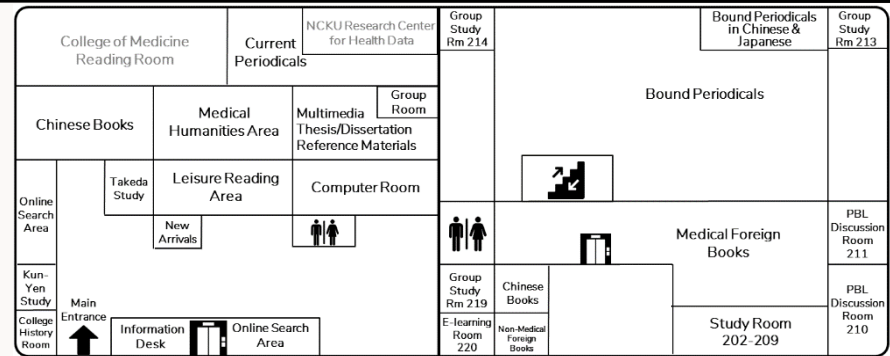 College of Medicine
Reading Room
Current
Periodicals
NCKU Research Center
for Health Data
Chinese Books
Medical
Humanities Area
Multimedia
Thesis/Dissertation
Reference Materials
Group
Room
Online
Search
Area
Takeda
Study
Leisure Reading
Area
Computer Room
New
Arrivals
Kun-
Yen
Study
College
History
Room
Main
Entrance
Information
Desk
Online Search
Area
Group
Study
Rm 214
Bound Periodicals
in Chinese &
Japanese
Group
Study
Rm 213
Bound Periodicals
Medical Foreign
Books
PBL
Discussion
Room
211
Group
Study
Rm 219
Chinese
Books
E-learning
Room
220
Non-Medical
Foreign
Books
Study Room
202-209
PBL
Discussion
Room
210